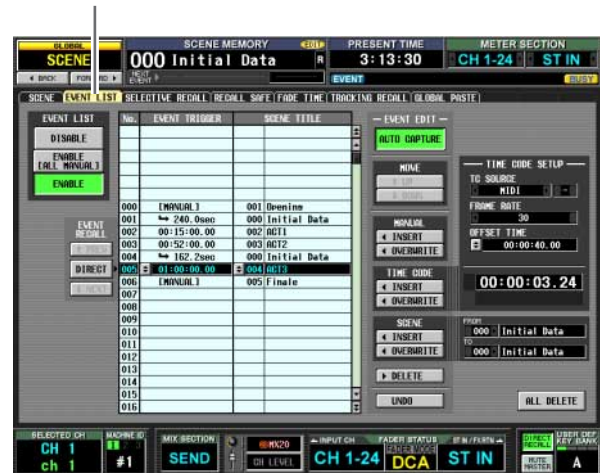 GLOBAL
SCENE
SCENE MEMORY
EDIT
000 Initial Data
R
PRESENT TIME
3:13:30
METER SECTION
CH 1-24
ST IN
BACK
NEXT
EVENT
EVENT
BUSY
SCENE
EVENT LIST
SELECTIVE RECALL
RECALL SAFE
FADE TIME
TRACKING RECALL
GLOBAL PASTE
EVENT LIST
DISABLE
ENABLE
[ALL MANUAL]
ENABLE
EVENT
RECALL
DIRECT
NEXT
No. EVENT TRIGGER SCENE TITLE
000 [MANUAL] 001 Opening
001 ↪ 240.0sec 000 Initial Data
002 00:15:00.00 002 ACT1
003 00:52:00.00 003 ACT2
004 ↪ 162.2sec 000 Initial Data
005 01:00:00.00 004 ACT3
006 [MANUAL] 005 Finale
007
008
009
010
011
012
013
014
015
016
EVENT EDIT
AUTO CAPTURE
MOVE
UP
DOWN
MANUAL
INSERT
OVERWRITE
TIME CODE
INSERT
OVERWRITE
SCENE
INSERT
OVERWRITE
DELETE
UNDO
TIME CODE SETUP
TC SOURCE
MIDI
FRAME RATE
30
OFFSET TIME
00:00:40.00
00:00:03.24
FROM
000 Initial Data
TO
000 Initial Data
ALL DELETE
SELECTED CH
CH 1
ch 1
MACHINE ID
#1
MIX SECTION
SEND
MIX20
CH LEVEL
INPUT CH
CH 1-24
FADER STATUS
FADER MODE
DCA
ST IN/FXRTN
ST IN
DIRECT
RECALL
MUTE
MASTER
USER DEF
KEY BANK
A